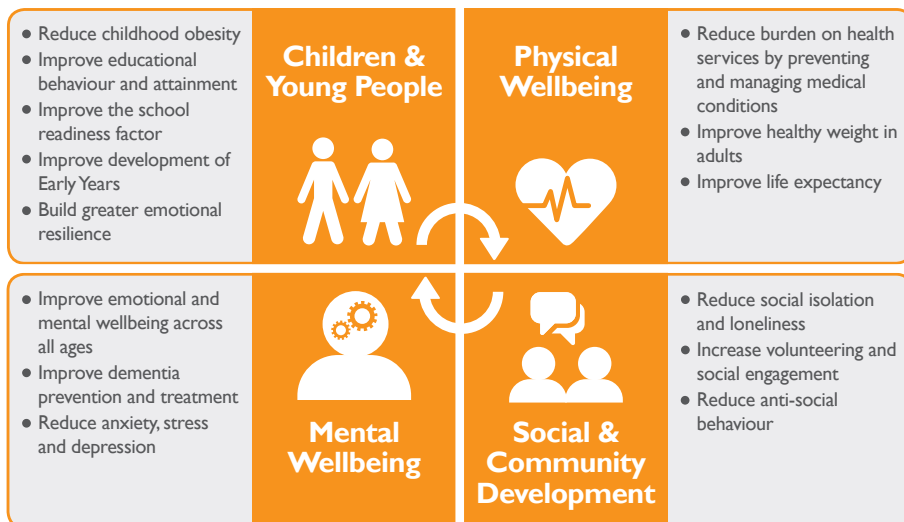 • Reduce childhood obesity
• Improve educational
behaviour and attainment
• Improve the school
readiness factor
• Improve development of
Early Years
• Build greater emotional
resilience
Children &
Young People
Physical
Wellbeing
• Reduce burden on health
services by preventing
and managing medical
conditions
• Improve healthy weight in
adults
• Improve life expectancy
• Improve emotional and
mental wellbeing across
all ages
• Improve dementia
prevention and treatment
• Reduce anxiety, stress
and depression
Mental
Wellbeing
Social &
Community
Development
• Reduce social isolation
and loneliness
• Increase volunteering and
social engagement
• Reduce anti-social
behaviour